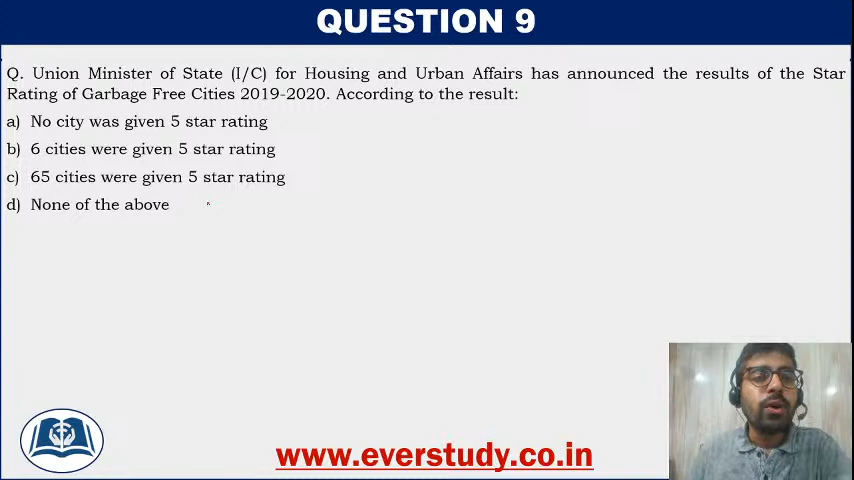 QUESTION 9
Q. Union Minister of State (I/C) for Housing and Urban Affairs has announced the results of the Star
Rating of Garbage Free Cities 2019-2020. According to the result:
a) No city was given 5 star rating
b) 6 cities were given 5 star rating
c) 65 cities were given 5 star rating
d) None of the above
www.everstudy.co.in